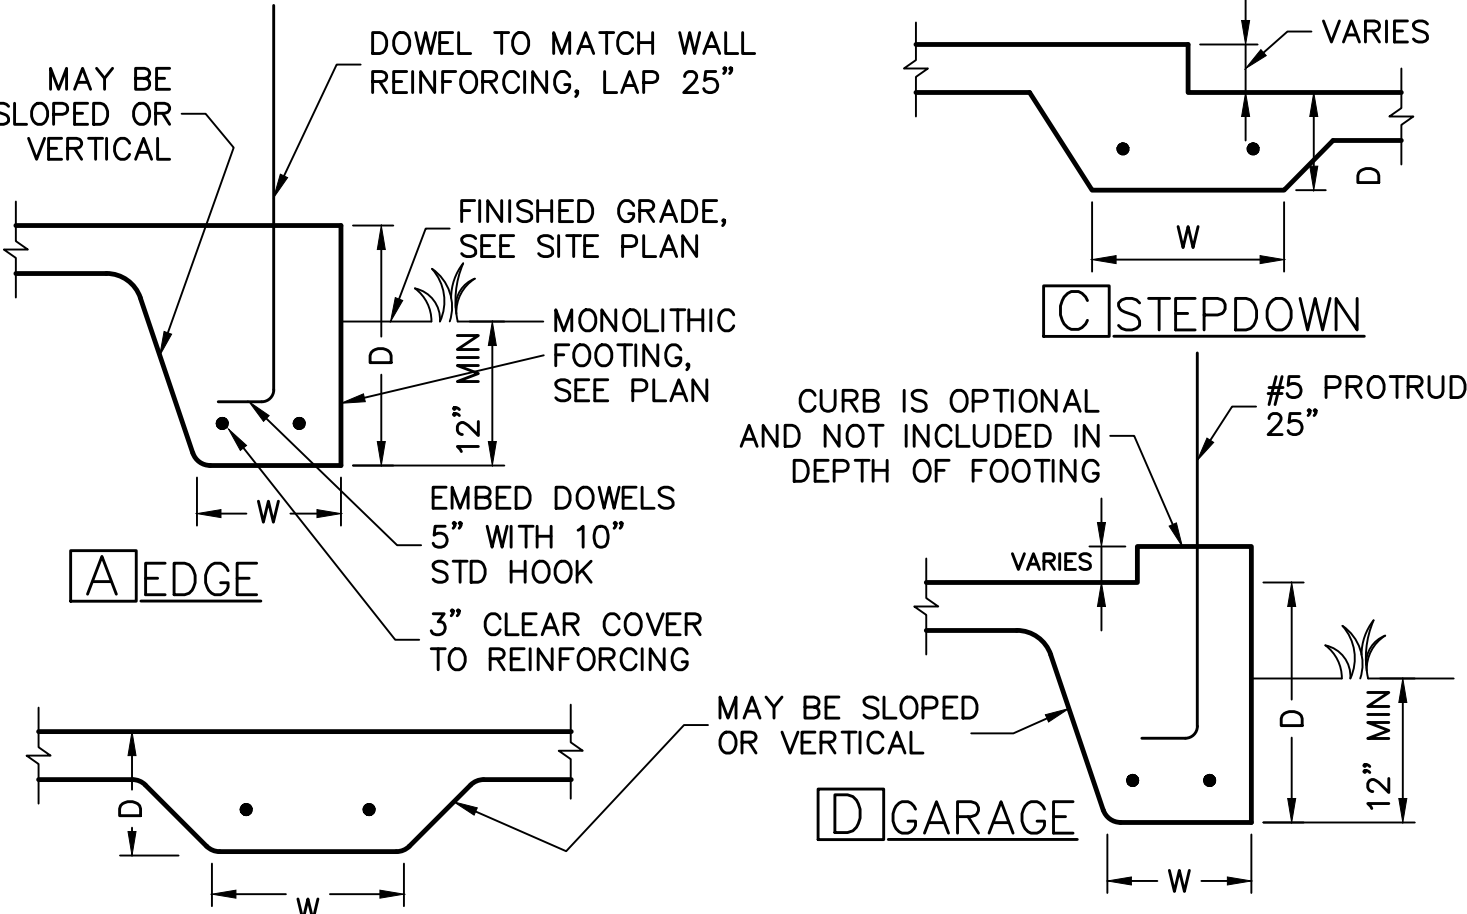 DOWEL TO MATCH WALL
REINFORCING, LAP 25"
MAY BE
SLOPED OR
VERTICAL
FINISHED GRADE,
SEE SITE PLAN
D
12" MIN
MONOLITHIC
FOOTING,
SEE PLAN
W
EMBED DOWELS
5" WITH 10"
STD HOOK
3" CLEAR COVER
TO REINFORCING
A EDGE
VARIES
D
W
C STEPDOWN
#5 PROTRUD
25"
CURB IS OPTIONAL
AND NOT INCLUDED IN
DEPTH OF FOOTING
VARIES
D
12" MIN
W
D GARAGE
MAY BE SLOPED
OR VERTICAL
D
W